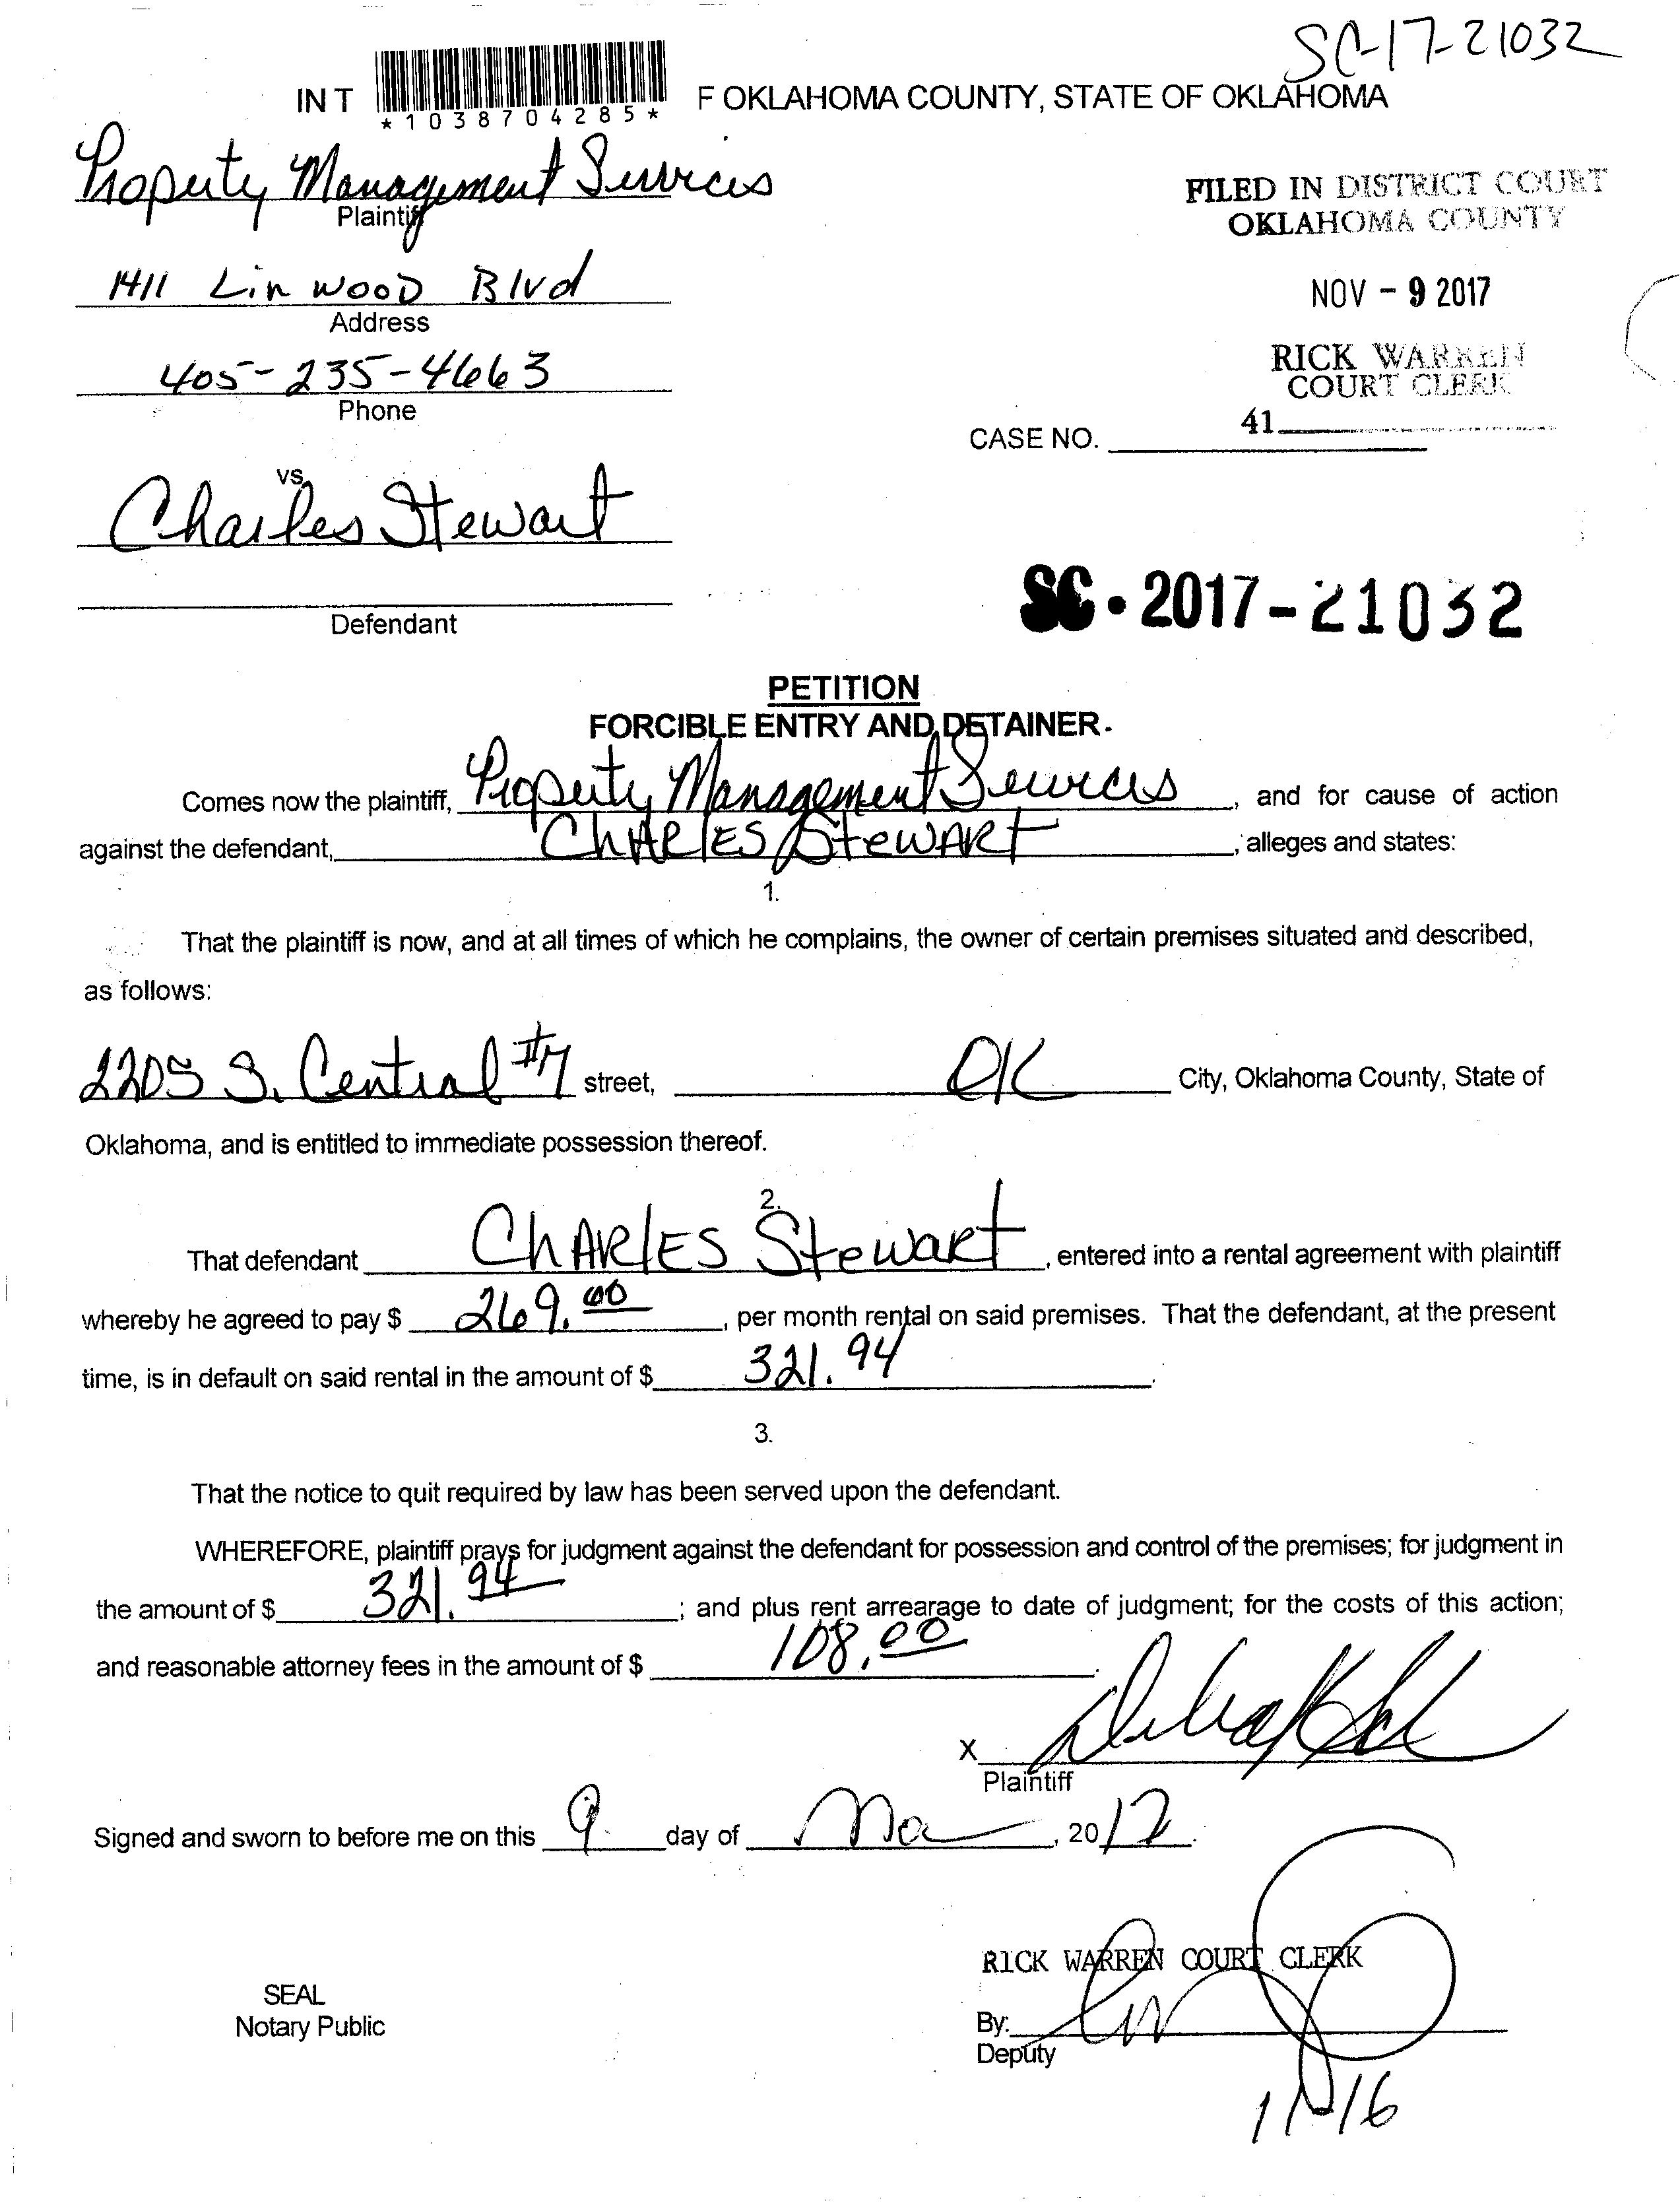 SC-17-21032
IN T F OKLAHOMA COUNTY, STATE OF OKLAHOMA
*1038704285*
Property Management Services
Plaintiff
FILED IN DISTRICT COURT
OKLAHOMA COUNTY
1411 Linwood Blvd
Address
NOV - 9 2017
405-235-4663
Phone
RICK WARREN
COURT CLERK
41
CASE NO.
vs.
Charles Stewart
Defendant
SC-2017-21032
PETITION
FORCIBLE ENTRY AND DETAINER.
Comes now the plaintiff, Property Management Services, and for cause of action
against the defendant, ChARlES StewARt, alleges and states:
1.
That the plaintiff is now, and at all times of which he complains, the owner of certain premises situated and described,
as follows:
2205 S. Central #7 street, OK City, Oklahoma County, State of
Oklahoma, and is entitled to immediate possession thereof.
2.
That defendant ChARlES Stewart, entered into a rental agreement with plaintiff
whereby he agreed to pay $ 269.00, per month rental on said premises. That the defendant, at the present
time, is in default on said rental in the amount of $ 321.94.
3.
That the notice to quit required by law has been served upon the defendant.
WHEREFORE, plaintiff prays for judgment against the defendant for possession and control of the premises; for judgment in
the amount of $ 321.94; and plus rent arrearage to date of judgment; for the costs of this action;
and reasonable attorney fees in the amount of $ 108.00.
X
Plaintiff
Signed and sworn to before me on this 9 day of Nov, 2017.
RICK WARREN COURT CLERK
SEAL
Notary Public
By:
Deputy
11-16